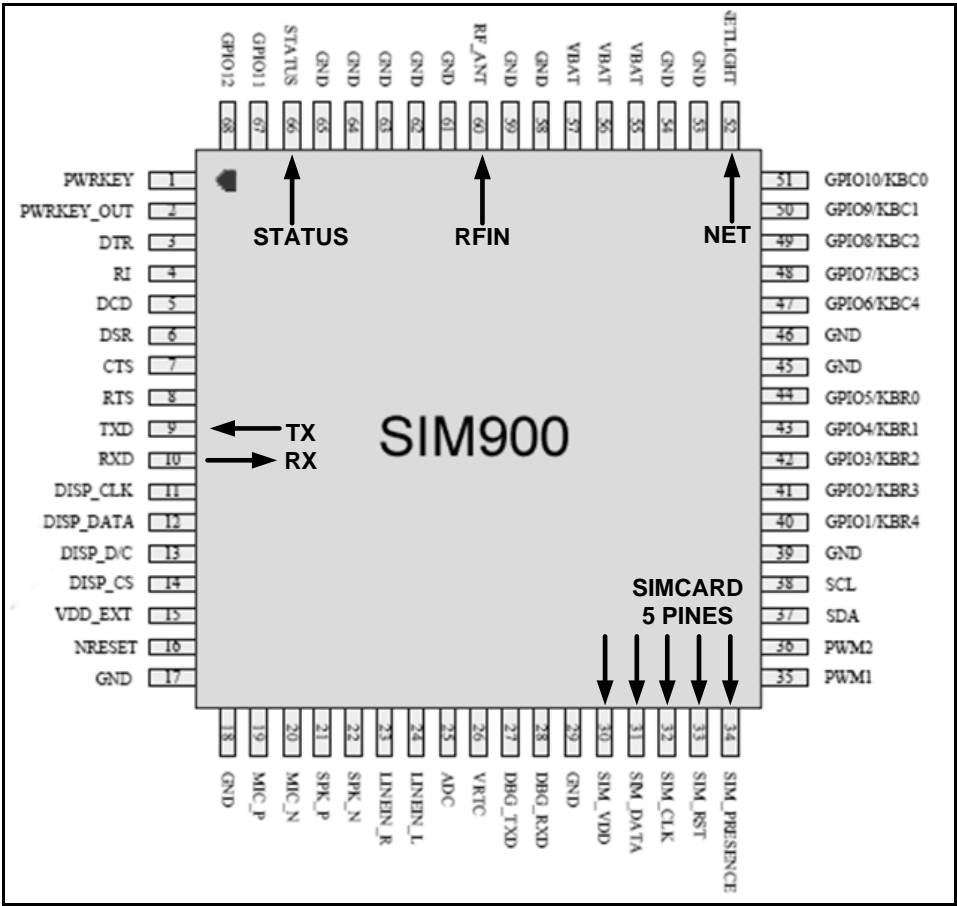 GPIO12
GPIO11
STATUS
GND
GND
GND
GND
GND
RF_ANT
GND
GND
VBAT
VBAT
VBAT
GND
GND
NETLIGHT
68
67
66
65
64
63
62
61
60
59
58
57
56
55
54
53
52
PWRKEY 1
PWRKEY_OUT 2
DTR 3
RI 4
DCD 5
DSR 6
CTS 7
RTS 8
TXD 9
RXD 10
DISP_CLK 11
DISP_DATA 12
DISP_D/C 13
DISP_CS 14
VDD_EXT 15
NRESET 16
GND 17
STATUS
RFIN
NET
TX
RX
SIM900
SIMCARD
5 PINES
51 GPIO10/KBC0
50 GPIO9/KBC1
49 GPIO8/KBC2
48 GPIO7/KBC3
47 GPIO6/KBC4
46 GND
45 GND
44 GPIO5/KBR0
43 GPIO4/KBR1
42 GPIO3/KBR2
41 GPIO2/KBR3
40 GPIO1/KBR4
39 GND
38 SCL
37 SDA
36 PWM2
35 PWM1
18
19
20
21
22
23
24
25
26
27
28
29
30
31
32
33
34
GND
MIC_P
MIC_N
SPK_P
SPK_N
LINEIN_R
LINEIN_L
ADC
VRTC
DBG_TXD
DBG_RXD
GND
SIM_VDD
SIM_DATA
SIM_CLK
SIM_RST
SIM_PRESENCE